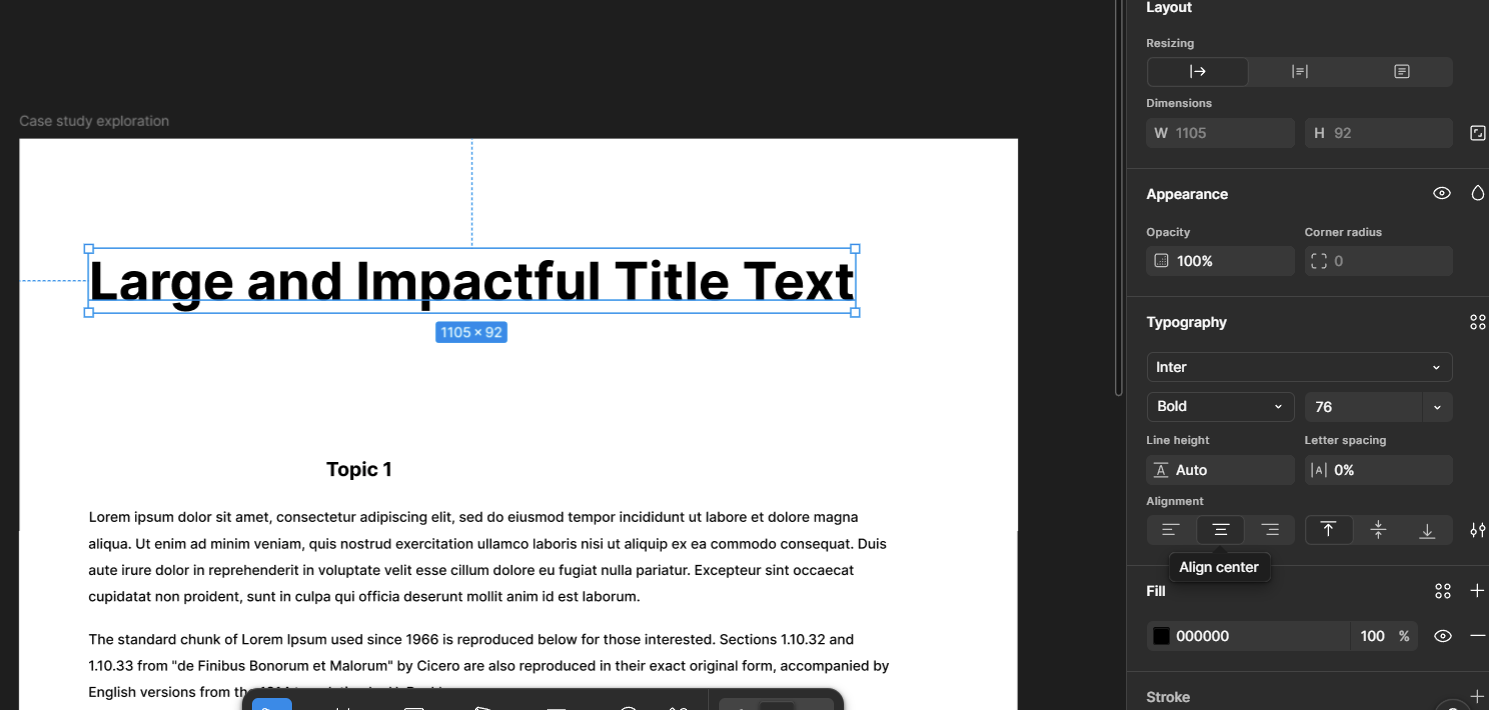 Layout
Resizing
Dimensions
W 1105 H 92
Case study exploration
Appearance
Opacity Corner radius
100% 0
Large and Impactful Title Text
1105 × 92
Typography
Inter
Bold 76
Line height Letter spacing
Auto 0%
Alignment
Align center
Topic 1
Lorem ipsum dolor sit amet, consectetur adipiscing elit, sed do eiusmod tempor incididunt ut labore et dolore magna
aliqua. Ut enim ad minim veniam, quis nostrud exercitation ullamco laboris nisi ut aliquip ex ea commodo consequat. Duis
aute irure dolor in reprehenderit in voluptate velit esse cillum dolore eu fugiat nulla pariatur. Excepteur sint occaecat
cupidatat non proident, sunt in culpa qui officia deserunt mollit anim id est laborum.
The standard chunk of Lorem Ipsum used since 1966 is reproduced below for those interested. Sections 1.10.32 and
1.10.33 from "de Finibus Bonorum et Malorum" by Cicero are also reproduced in their exact original form, accompanied by
English versions from
Fill
000000 100 %
Stroke